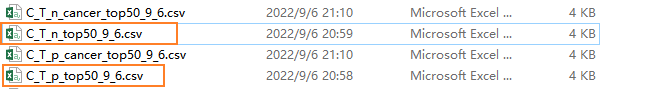 C_T_n_cancer_top50_9_6.csv 2022/9/6 21:10 Microsoft Excel ... 4 KB
C_T_n_top50_9_6.csv 2022/9/6 20:59 Microsoft Excel ... 4 KB
C_T_p_cancer_top50_9_6.csv 2022/9/6 21:10 Microsoft Excel ... 4 KB
C_T_p_top50_9_6.csv 2022/9/6 20:58 Microsoft Excel ... 4 KB